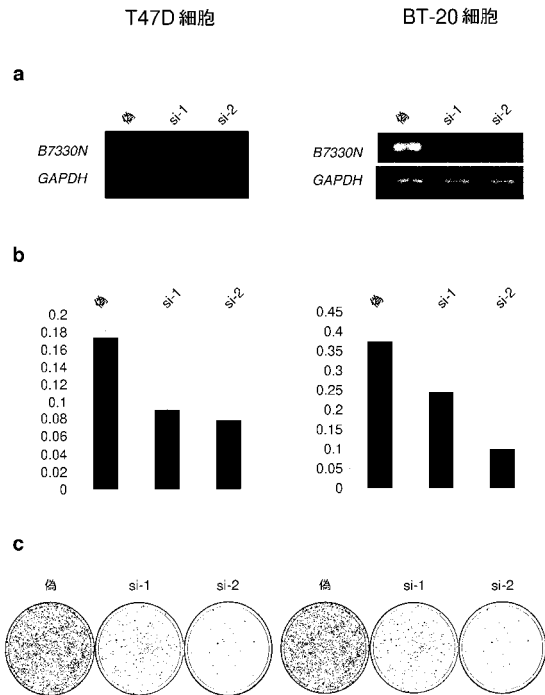 T47D 細胞
BT-20 細胞
a
偽
si-1
si-2
偽
si-1
si-2
B7330N
GAPDH
B7330N
GAPDH
b
偽
si-1
si-2
0.2
0.18
0.16
0.14
0.12
0.1
0.08
0.06
0.04
0.02
0
偽
si-1
si-2
0.45
0.4
0.35
0.3
0.25
0.2
0.15
0.1
0.05
0
c
偽
si-1
si-2
偽
si-1
si-2